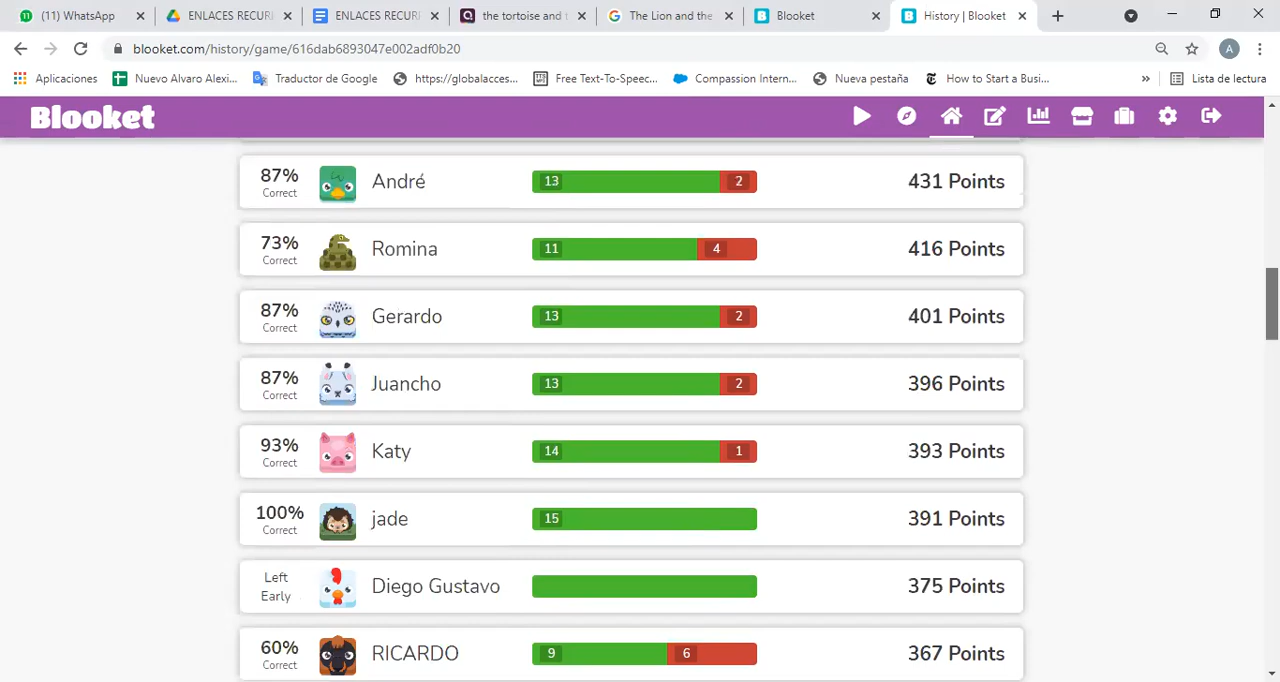 WhatsApp
ENLACES RECUR
ENLACES RECUR
the tortoise and t
The Lion and the
Blooket
History | Blooket
blooket.com/history/game/616dab6893047e002adf0b20
A
Aplicaciones
Nuevo Alvaro Alexi...
Traductor de Google
https://globalacces...
Free Text-To-Speec...
Compassion Intern...
Nueva pestaña
How to Start a Busi...
»
Lista de lectura
Blooket
87% Correct
André
13
2
431 Points
73% Correct
Romina
11
4
416 Points
87% Correct
Gerardo
13
2
401 Points
87% Correct
Juancho
13
2
396 Points
93% Correct
Katy
14
1
393 Points
100% Correct
jade
15
391 Points
Left Early
Diego Gustavo
375 Points
60% Correct
RICARDO
9
6
367 Points